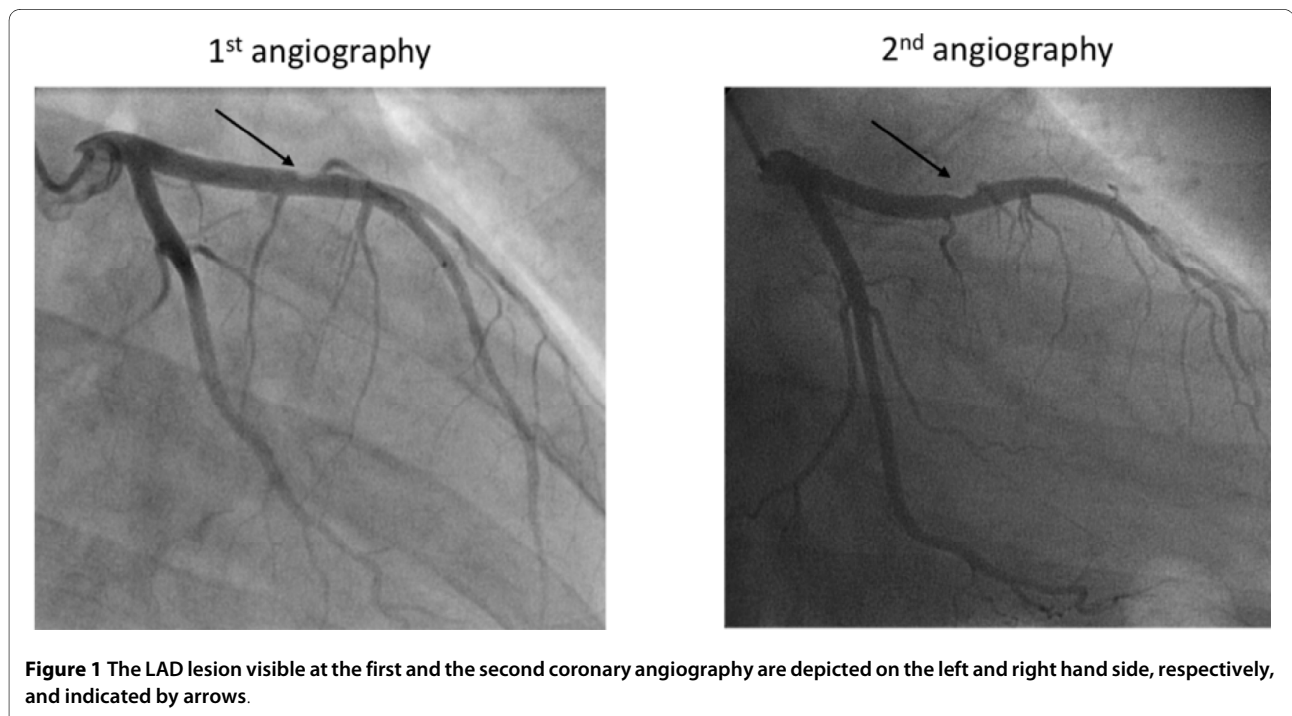 1st angiography
2nd angiography
Figure 1 The LAD lesion visible at the first and the second coronary angiography are depicted on the left and right hand side, respectively,
and indicated by arrows.